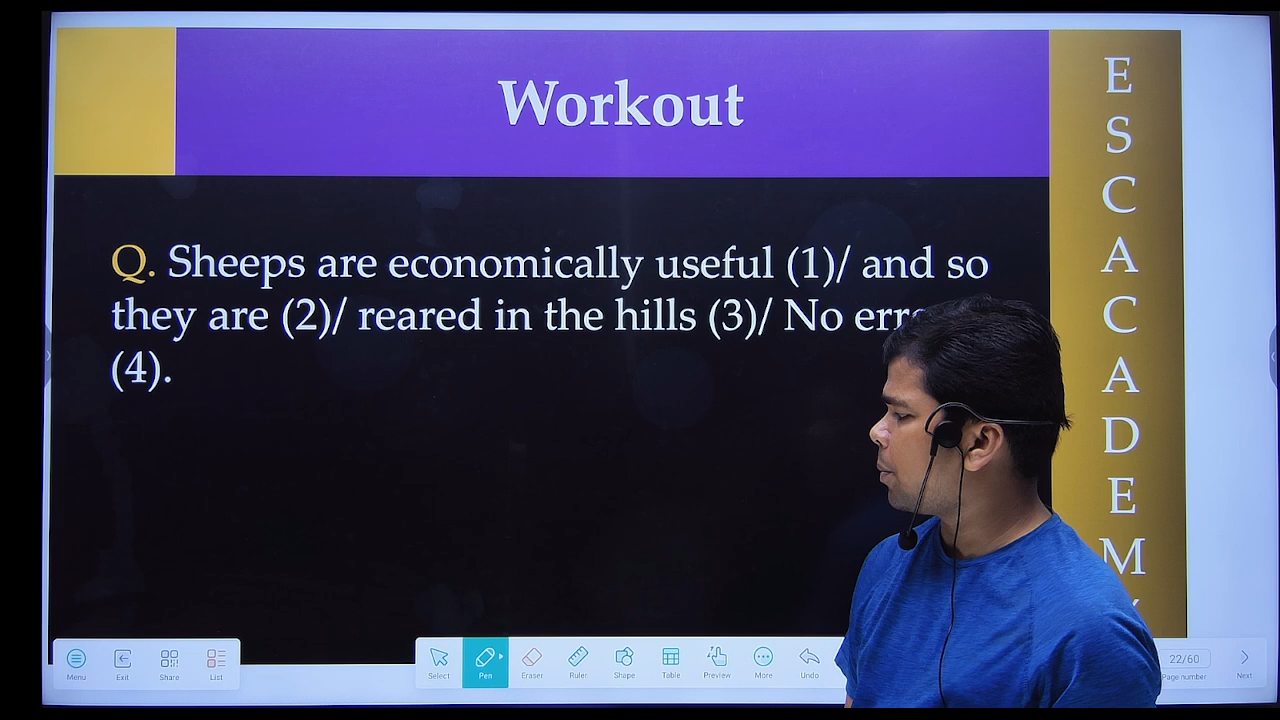 Workout
Q. Sheeps are economically useful (1)/ and so
they are (2)/ reared in the hills (3)/ No
(4).
E
S
C
A
C
A
D
E
M
Menu
Exit
Share
List
Select
Pen
Eraser
Ruler
Shape
Table
Preview
More
Undo
22/60
Page number
Next